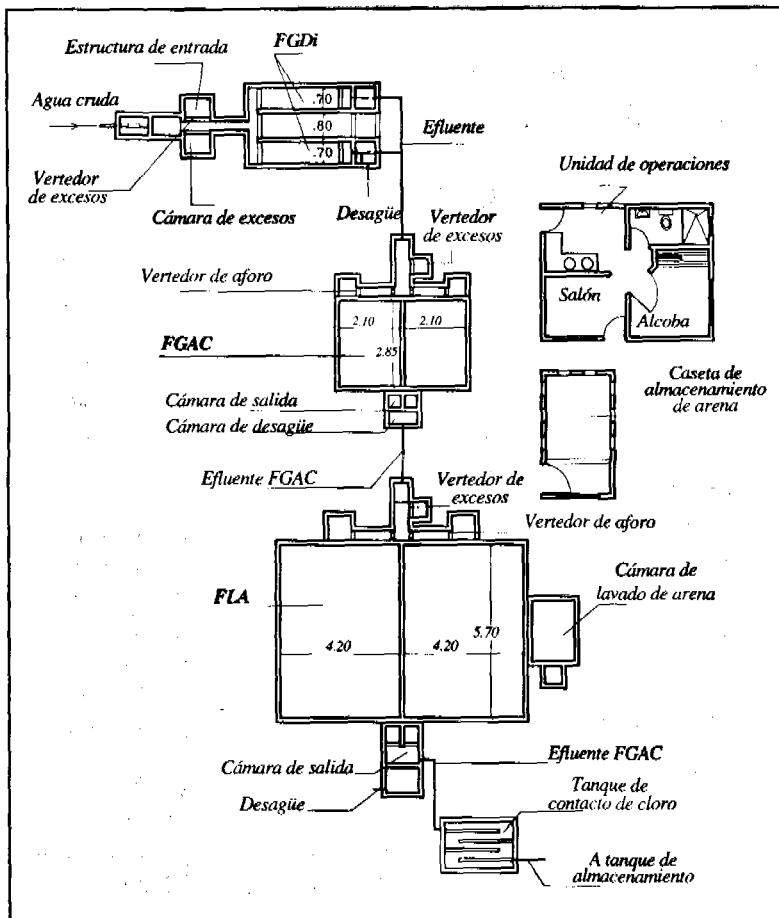 Estructura de entrada
FGDi
Agua cruda
.70
.80
.70
Efluente
Vertedor
de excesos
Cámara de excesos
Desagüe
Unidad de operaciones
Vertedor
de excesos
Vertedor de aforo
Salón
Alcoba
2.10
2.10
FGAC
2.85
Caseta de
almacenamiento
de arena
Cámara de salida
Cámara de desagüe
Efluente FGAC
Vertedor de
excesos
Vertedor de aforo
Cámara de
lavado de arena
FLA
5.70
4.20
4.20
Efluente FGAC
Cámara de salida
Tanque de
contacto de cloro
Desagüe
A tanque de
almacenamiento